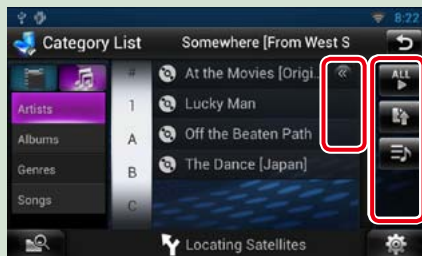 8:22
Category List Somewhere [From West S
# At the Movies [Origi..
ALL
Artists 1 Lucky Man
Albums A Off the Beaten Path
Genres B The Dance [Japan]
Songs C
Locating Satellites